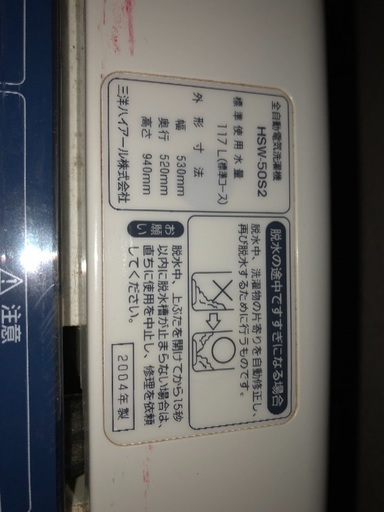 全自動電気洗濯機
HSW-50S2
標準使用水量
117L(標準コース)
外形寸法
幅 530mm
奥行 520mm
高さ 940mm
三洋ハイアール株式会社
脱水の途中ですすぎになる場合
脱水中、洗濯物の片寄りを自動修正し、
再び脱水するために行うものです。
お願い
脱水中、上ぶたを開けてから15秒
以内に脱水槽が止まらない場合は、
直ちに使用を中止し、修理を依頼
してください。
2004年製
注意